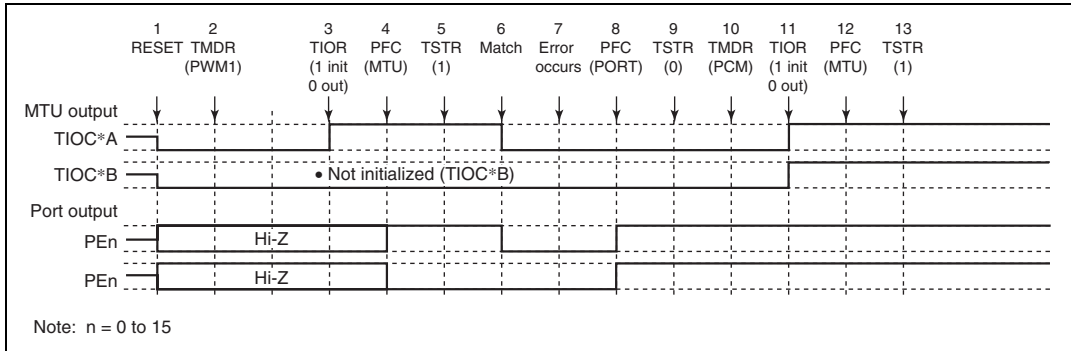 1 2 3 4 5 6 7 8 9 10 11 12 13
RESET TMDR TIOR PFC TSTR Match Error PFC TSTR TMDR TIOR PFC TSTR
(PWM1) (1 init (MTU) (1) occurs (PORT) (0) (PCM) (1 init (MTU) (1)
0 out) 0 out)
MTU output
TIOC*A
TIOC*B • Not initialized (TIOC*B)
Port output
PEn Hi-Z
PEn Hi-Z
Note: n = 0 to 15